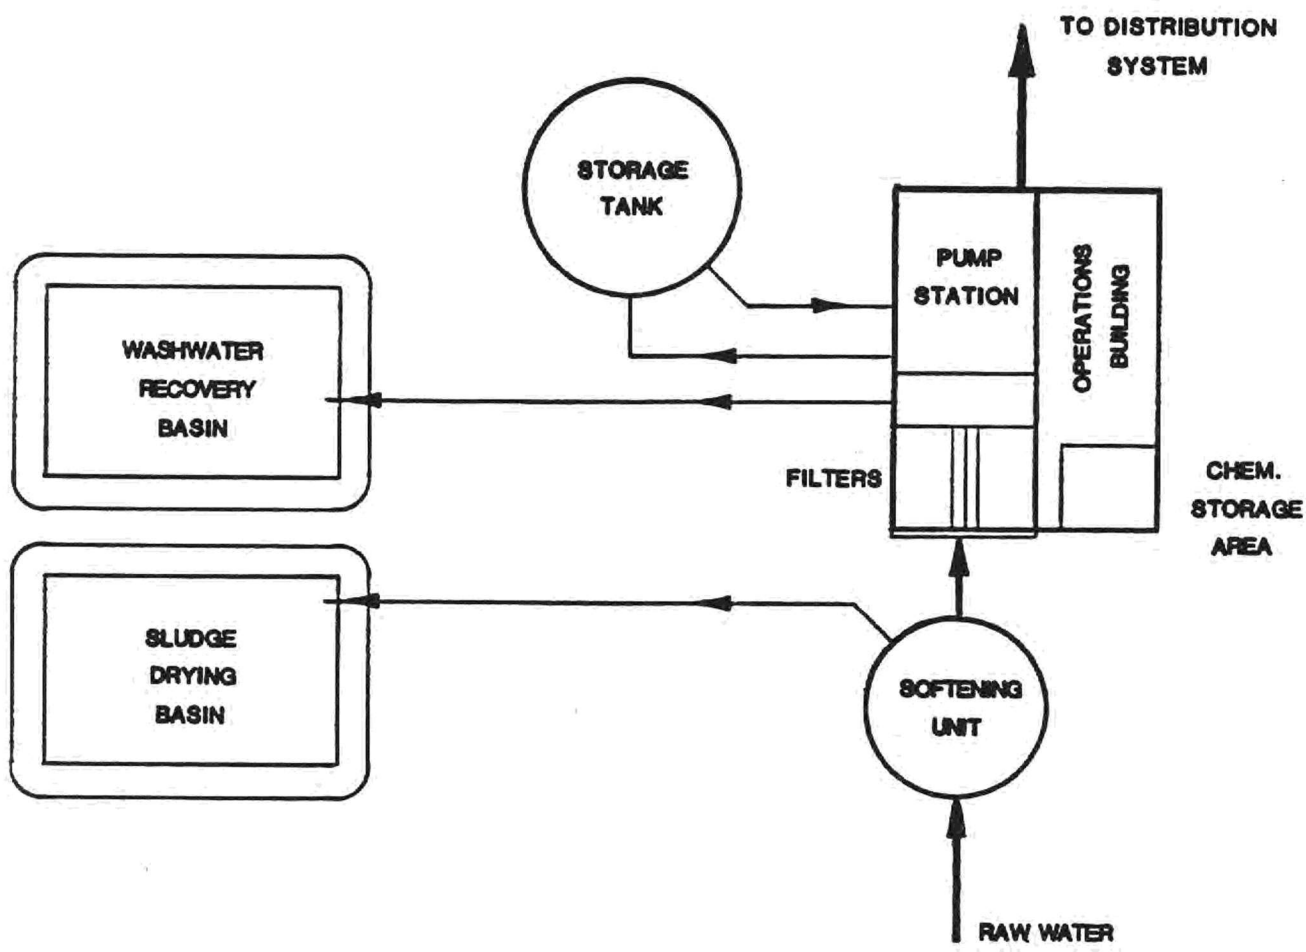 TO DISTRIBUTION
SYSTEM
STORAGE
TANK
PUMP
STATION
OPERATIONS
BUILDING
WASHWATER
RECOVERY
BASIN
FILTERS
CHEM.
STORAGE
AREA
SLUDGE
DRYING
BASIN
SOFTENING
UNIT
RAW WATER